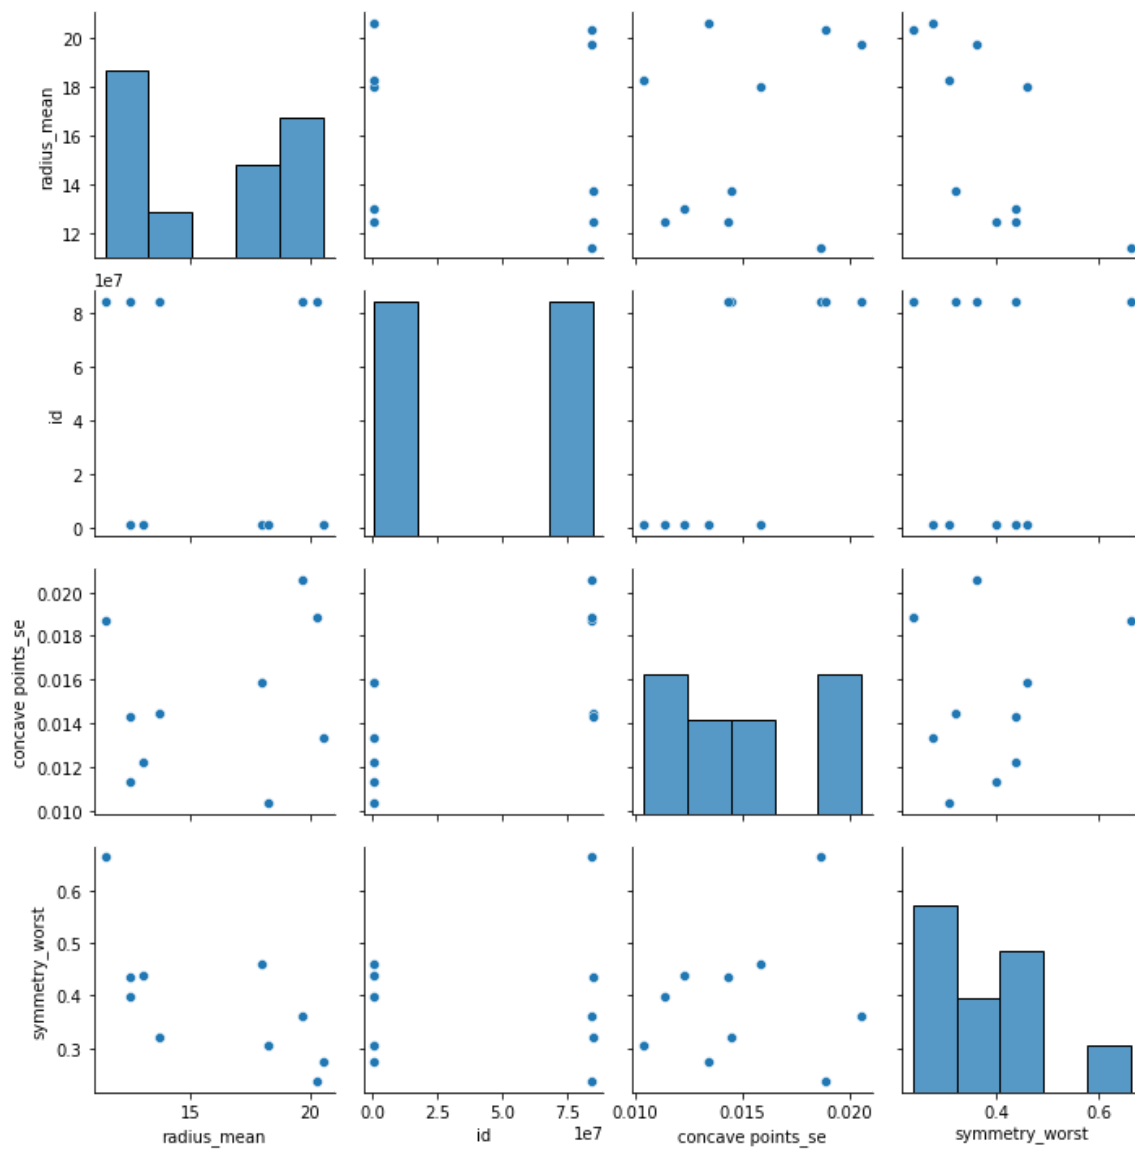 radius_mean
20
18
16
14
12
1e7
id
8
6
4
2
0
concave points_se
0.020
0.018
0.016
0.014
0.012
0.010
symmetry_worst
0.6
0.5
0.4
0.3
15 20
radius_mean
0.0 2.5 5.0 7.5
1e7
id
0.010 0.015 0.020
concave points_se
0.4 0.6
symmetry_worst